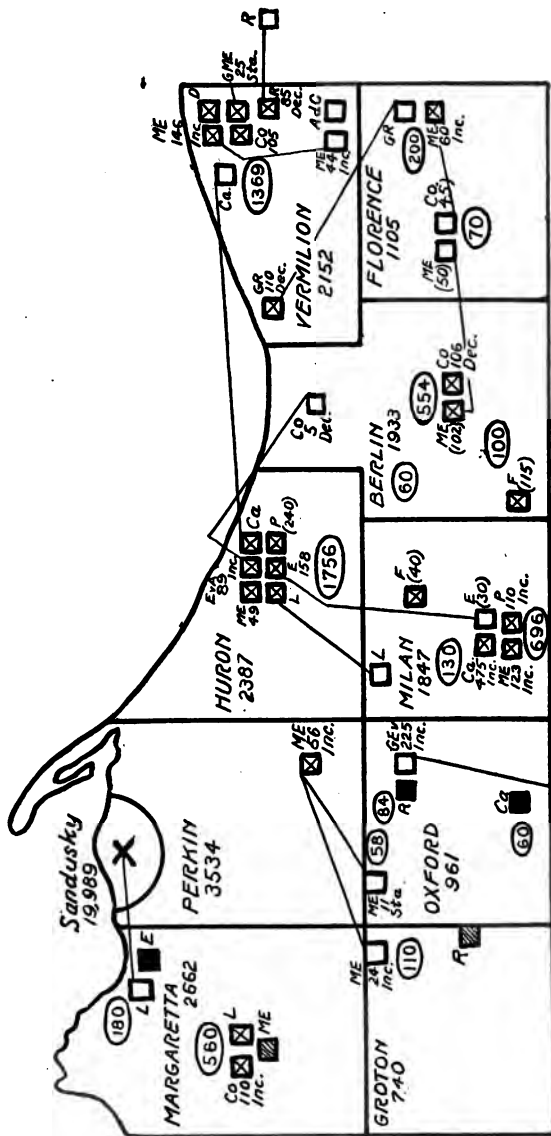 Sandusky
19,989
180
L
E
MARGARETTA
2662
560
Co
110
Inc.
L
ME
PERKIN
3534
ME
66
Inc.
HURON
2387
EvA
89
Inc.
Ca
ME
49
P
(240)
E
158
L
1756
Co
5
Dec.
VERMILION
2152
GR
110
Dec.
Ca
1369
ME
146
Inc.
D
GME
25
Sta.
Co
105
R
85
Dec.
R
ME
44
Inc.
AdC
GROTON
740
ME
24
Inc.
110
R
OXFORD
961
ME
11
Sta
58
84
R
GEv
225
Inc.
Ca
60
MILAN
1847
L
F
(40)
130
Ca.
475
Inc.
E
(30)
ME
123
Inc.
P
110
Inc.
696
BERLIN
1933
60
554
ME
(102)
Co
106
Dec.
100
F
(115)
FLORENCE
1105
GR
200
ME
60
Inc.
ME
(50)
Co
45)
70